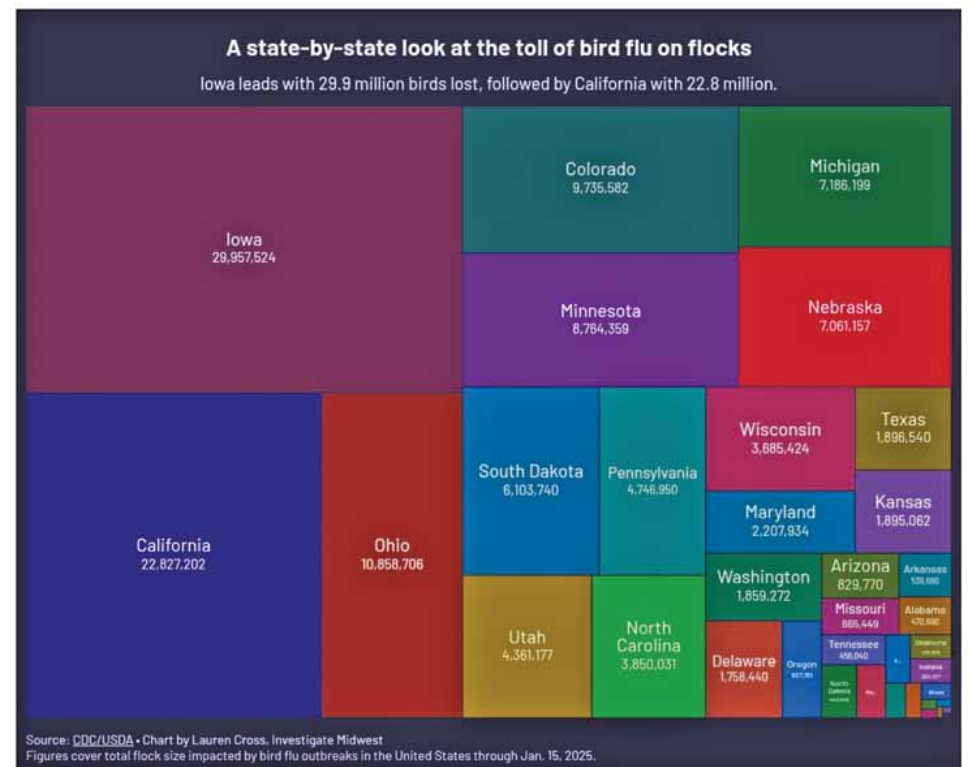 A state-by-state look at the toll of bird flu on flocks
Iowa leads with 29.9 million birds lost, followed by California with 22.8 million.
Iowa
29,957,524
Colorado
9,735,582
Michigan
7,186,199
Minnesota
8,764,359
Nebraska
7,061,157
California
22,827,202
Ohio
10,858,706
South Dakota
6,103,740
Pennsylvania
4,746,950
Wisconsin
3,685,424
Texas
1,896,540
Maryland
2,207,934
Kansas
1,895,062
Utah
4,361,177
North
Carolina
3,850,031
Washington
1,859,272
Arizona
829,770
Arkansas
Missouri
665,449
Alabama
Delaware
1,758,440
Oregon
Tennessee
456,040
Oklahoma
Indiana
North
Dakota
Source: CDC/USDA • Chart by Lauren Cross, Investigate Midwest
Figures cover total flock size impacted by bird flu outbreaks in the United States through Jan. 15, 2025.